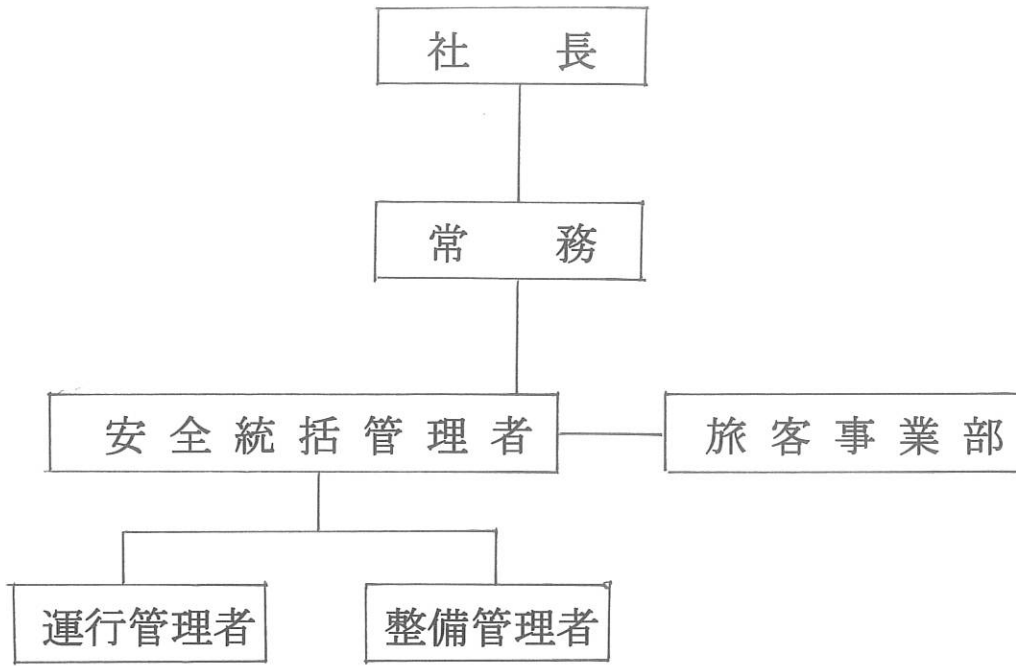 社長
常務
安全統括管理者
旅客事業部
運行管理者
整備管理者